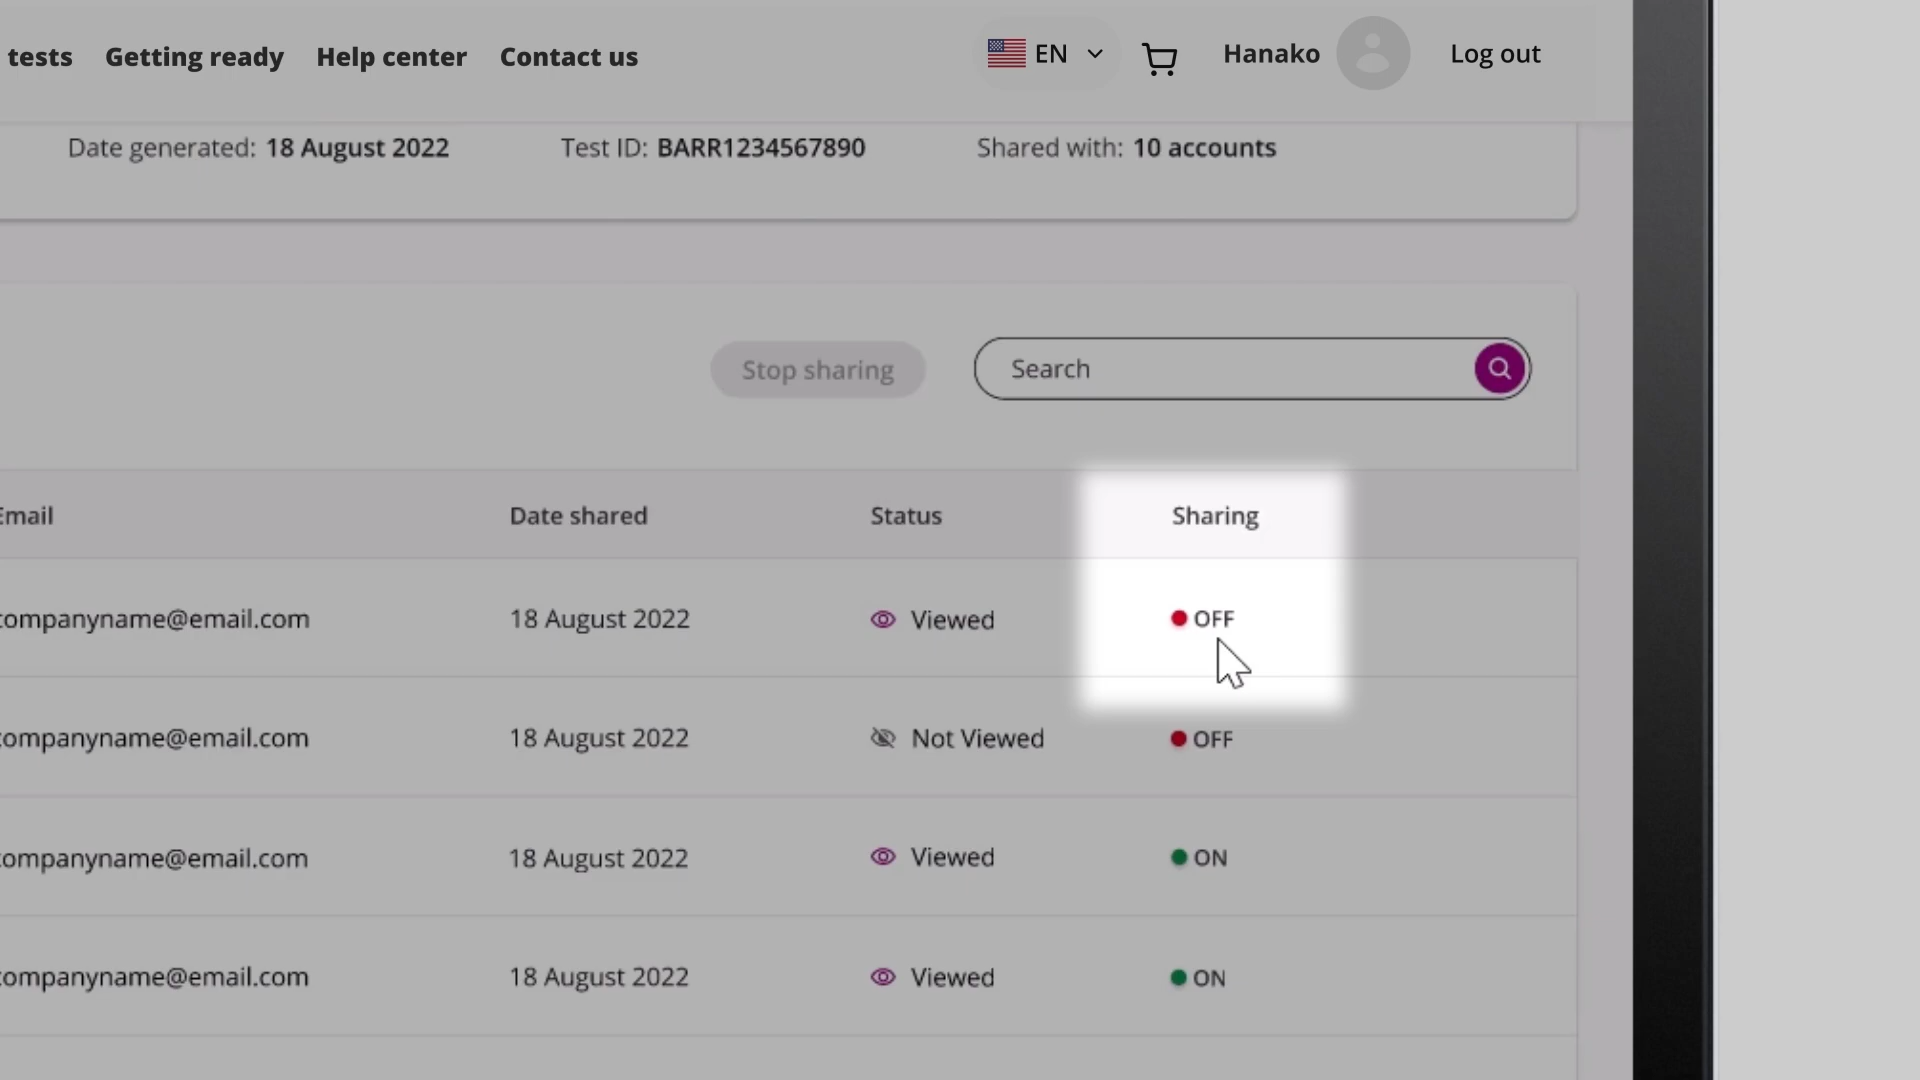 tests Getting ready Help center Contact us EN Hanako Log out
Date generated: 18 August 2022 Test ID: BARR1234567890 Shared with: 10 accounts
Stop sharing Search
Email Date shared Status Sharing
companyname@email.com 18 August 2022 Viewed OFF
companyname@email.com 18 August 2022 Not Viewed OFF
companyname@email.com 18 August 2022 Viewed ON
companyname@email.com 18 August 2022 Viewed ON